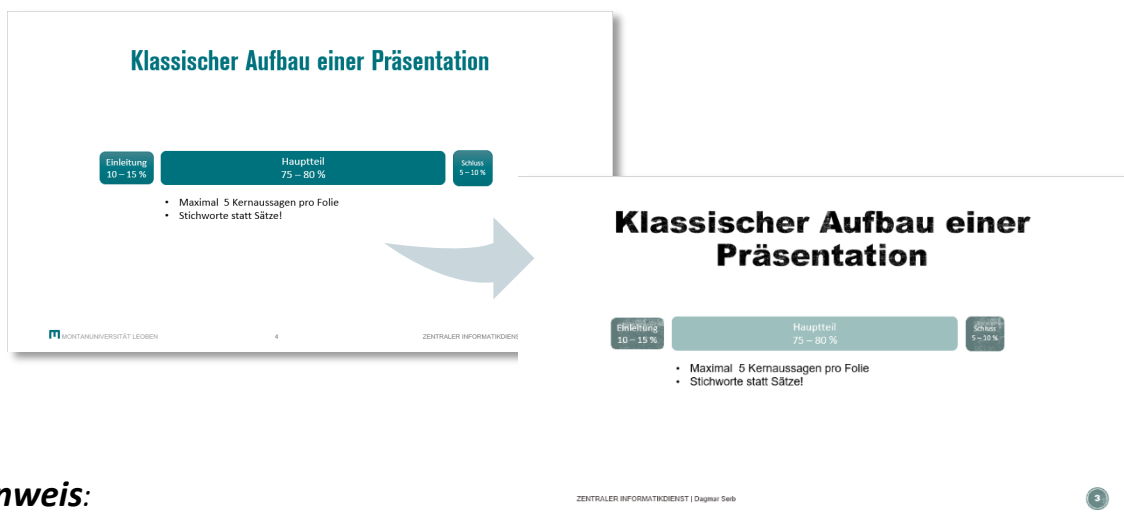 Klassischer Aufbau einer Präsentation
Einleitung
10 – 15 %
Hauptteil
75 – 80 %
Schluss
5 – 10 %
• Maximal 5 Kernaussagen pro Folie
• Stichworte statt Sätze!
MONTANUNIVERSITÄT LEOBEN
4
ZENTRALER INFORMATIKDIENS
Klassischer Aufbau einer
Präsentation
Einleitung
10 – 15 %
Hauptteil
75 – 80 %
Schluss
5 – 10 %
• Maximal 5 Kernaussagen pro Folie
• Stichworte statt Sätze!
ZENTRALER INFORMATIKDIENST | Dagmar Serb
3
nweis: